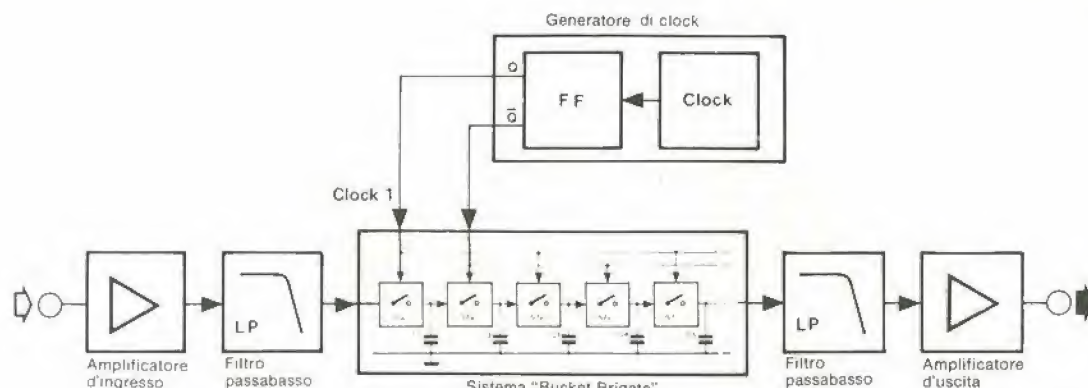 Generatore di clock
Q
FF
Clock
Q̅
Clock 1
LP
LP
Amplificatore
d'ingresso
Filtro
passabasso
Sistema "Bucket Brigate"
Filtro
passabasso
Amplificatore
d'uscita